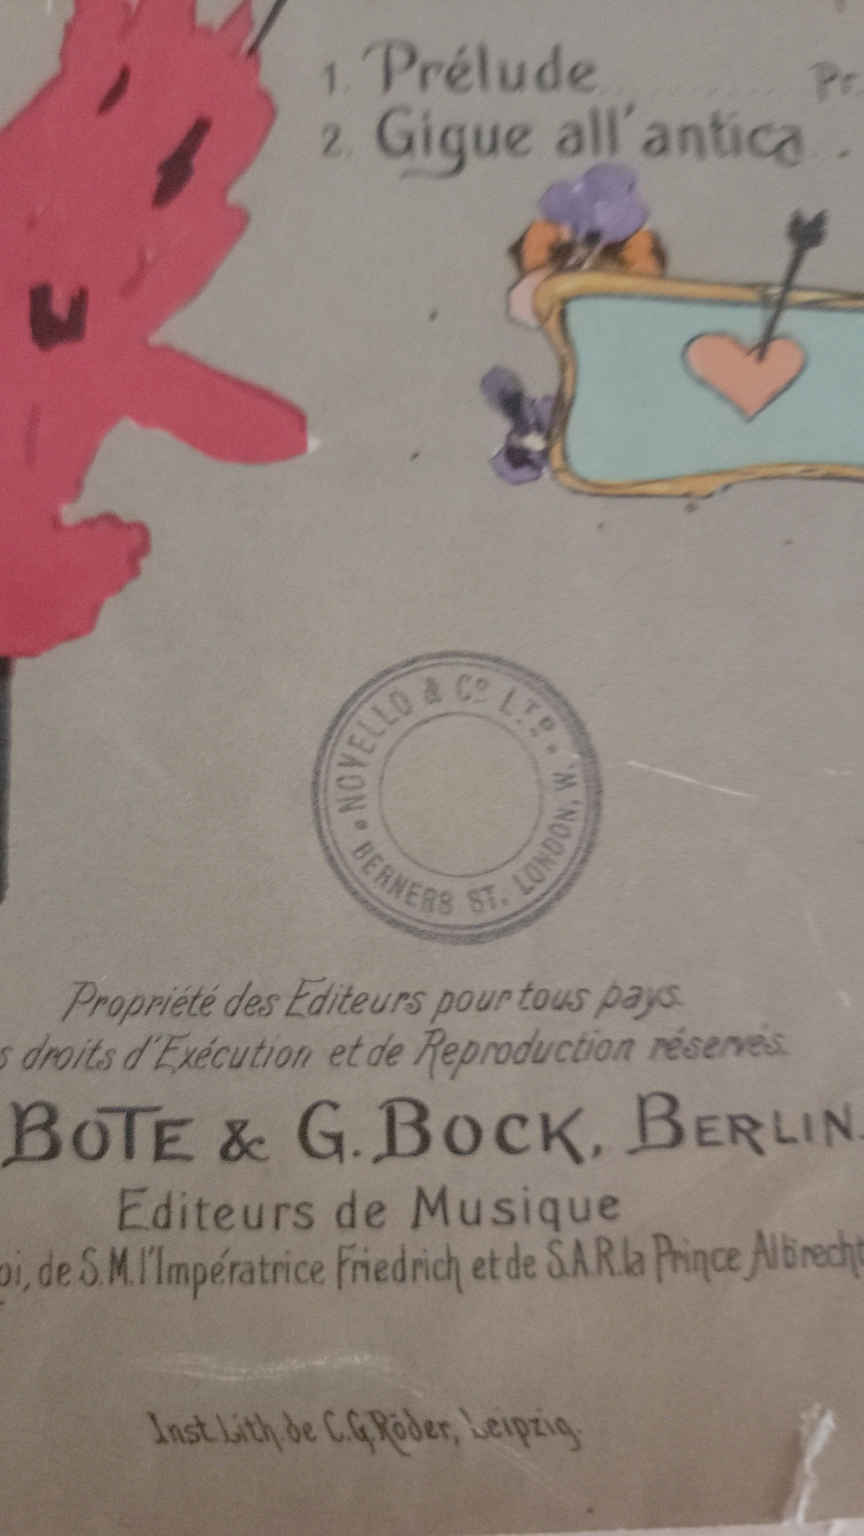 1. Prélude .......... Pr.
2. Gigue all'antica . .
NOVELLO & Cº LTD.
BERNERS ST. LONDON, W.
Propriété des Editeurs pour tous pays.
s droits d'Exécution et de Reproduction réservés.
BOTE & G. BOCK, BERLIN.
Editeurs de Musique
oi, de S.M. l'Impératrice Friedrich et de S.A.R. la Prince Albrecht
Inst. Lith. de C.G. Röder, Leipzig.